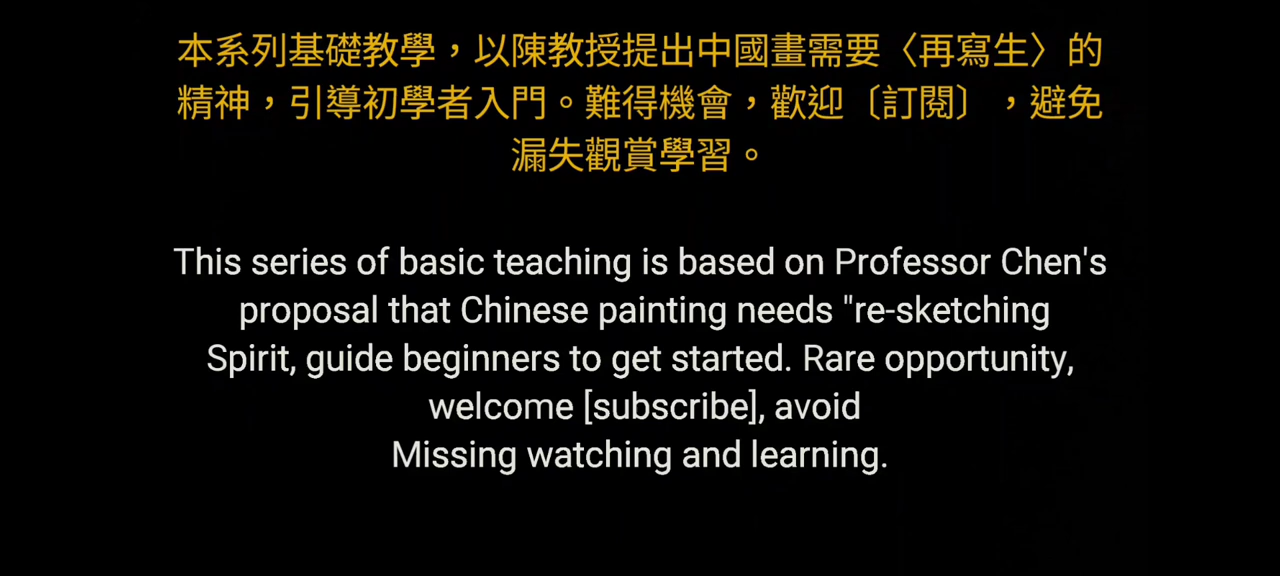 本系列基礎教學，以陳教授提出中國畫需要〈再寫生〉的
精神，引導初學者入門。難得機會，歡迎〔訂閱〕，避免
漏失觀賞學習。
This series of basic teaching is based on Professor Chen's
proposal that Chinese painting needs "re-sketching
Spirit, guide beginners to get started. Rare opportunity,
welcome [subscribe], avoid
Missing watching and learning.